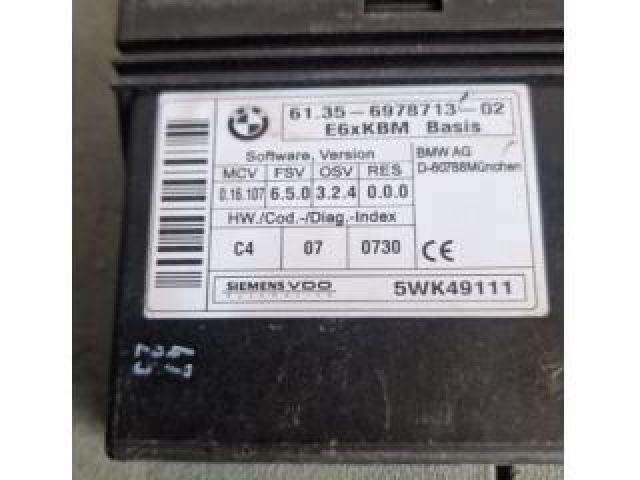 61.35-6978713-02
E6xKBM Basis
Software, Version
MCV FSV OSV RES
0.16.107 6.5.0 3.2.4 0.0.0
BMW AG
D-80788München
HW./Cod.-/Diag.-Index
C4 07 0730 CE
SIEMENS VDO
AUTOMOTIVE
5WK49111